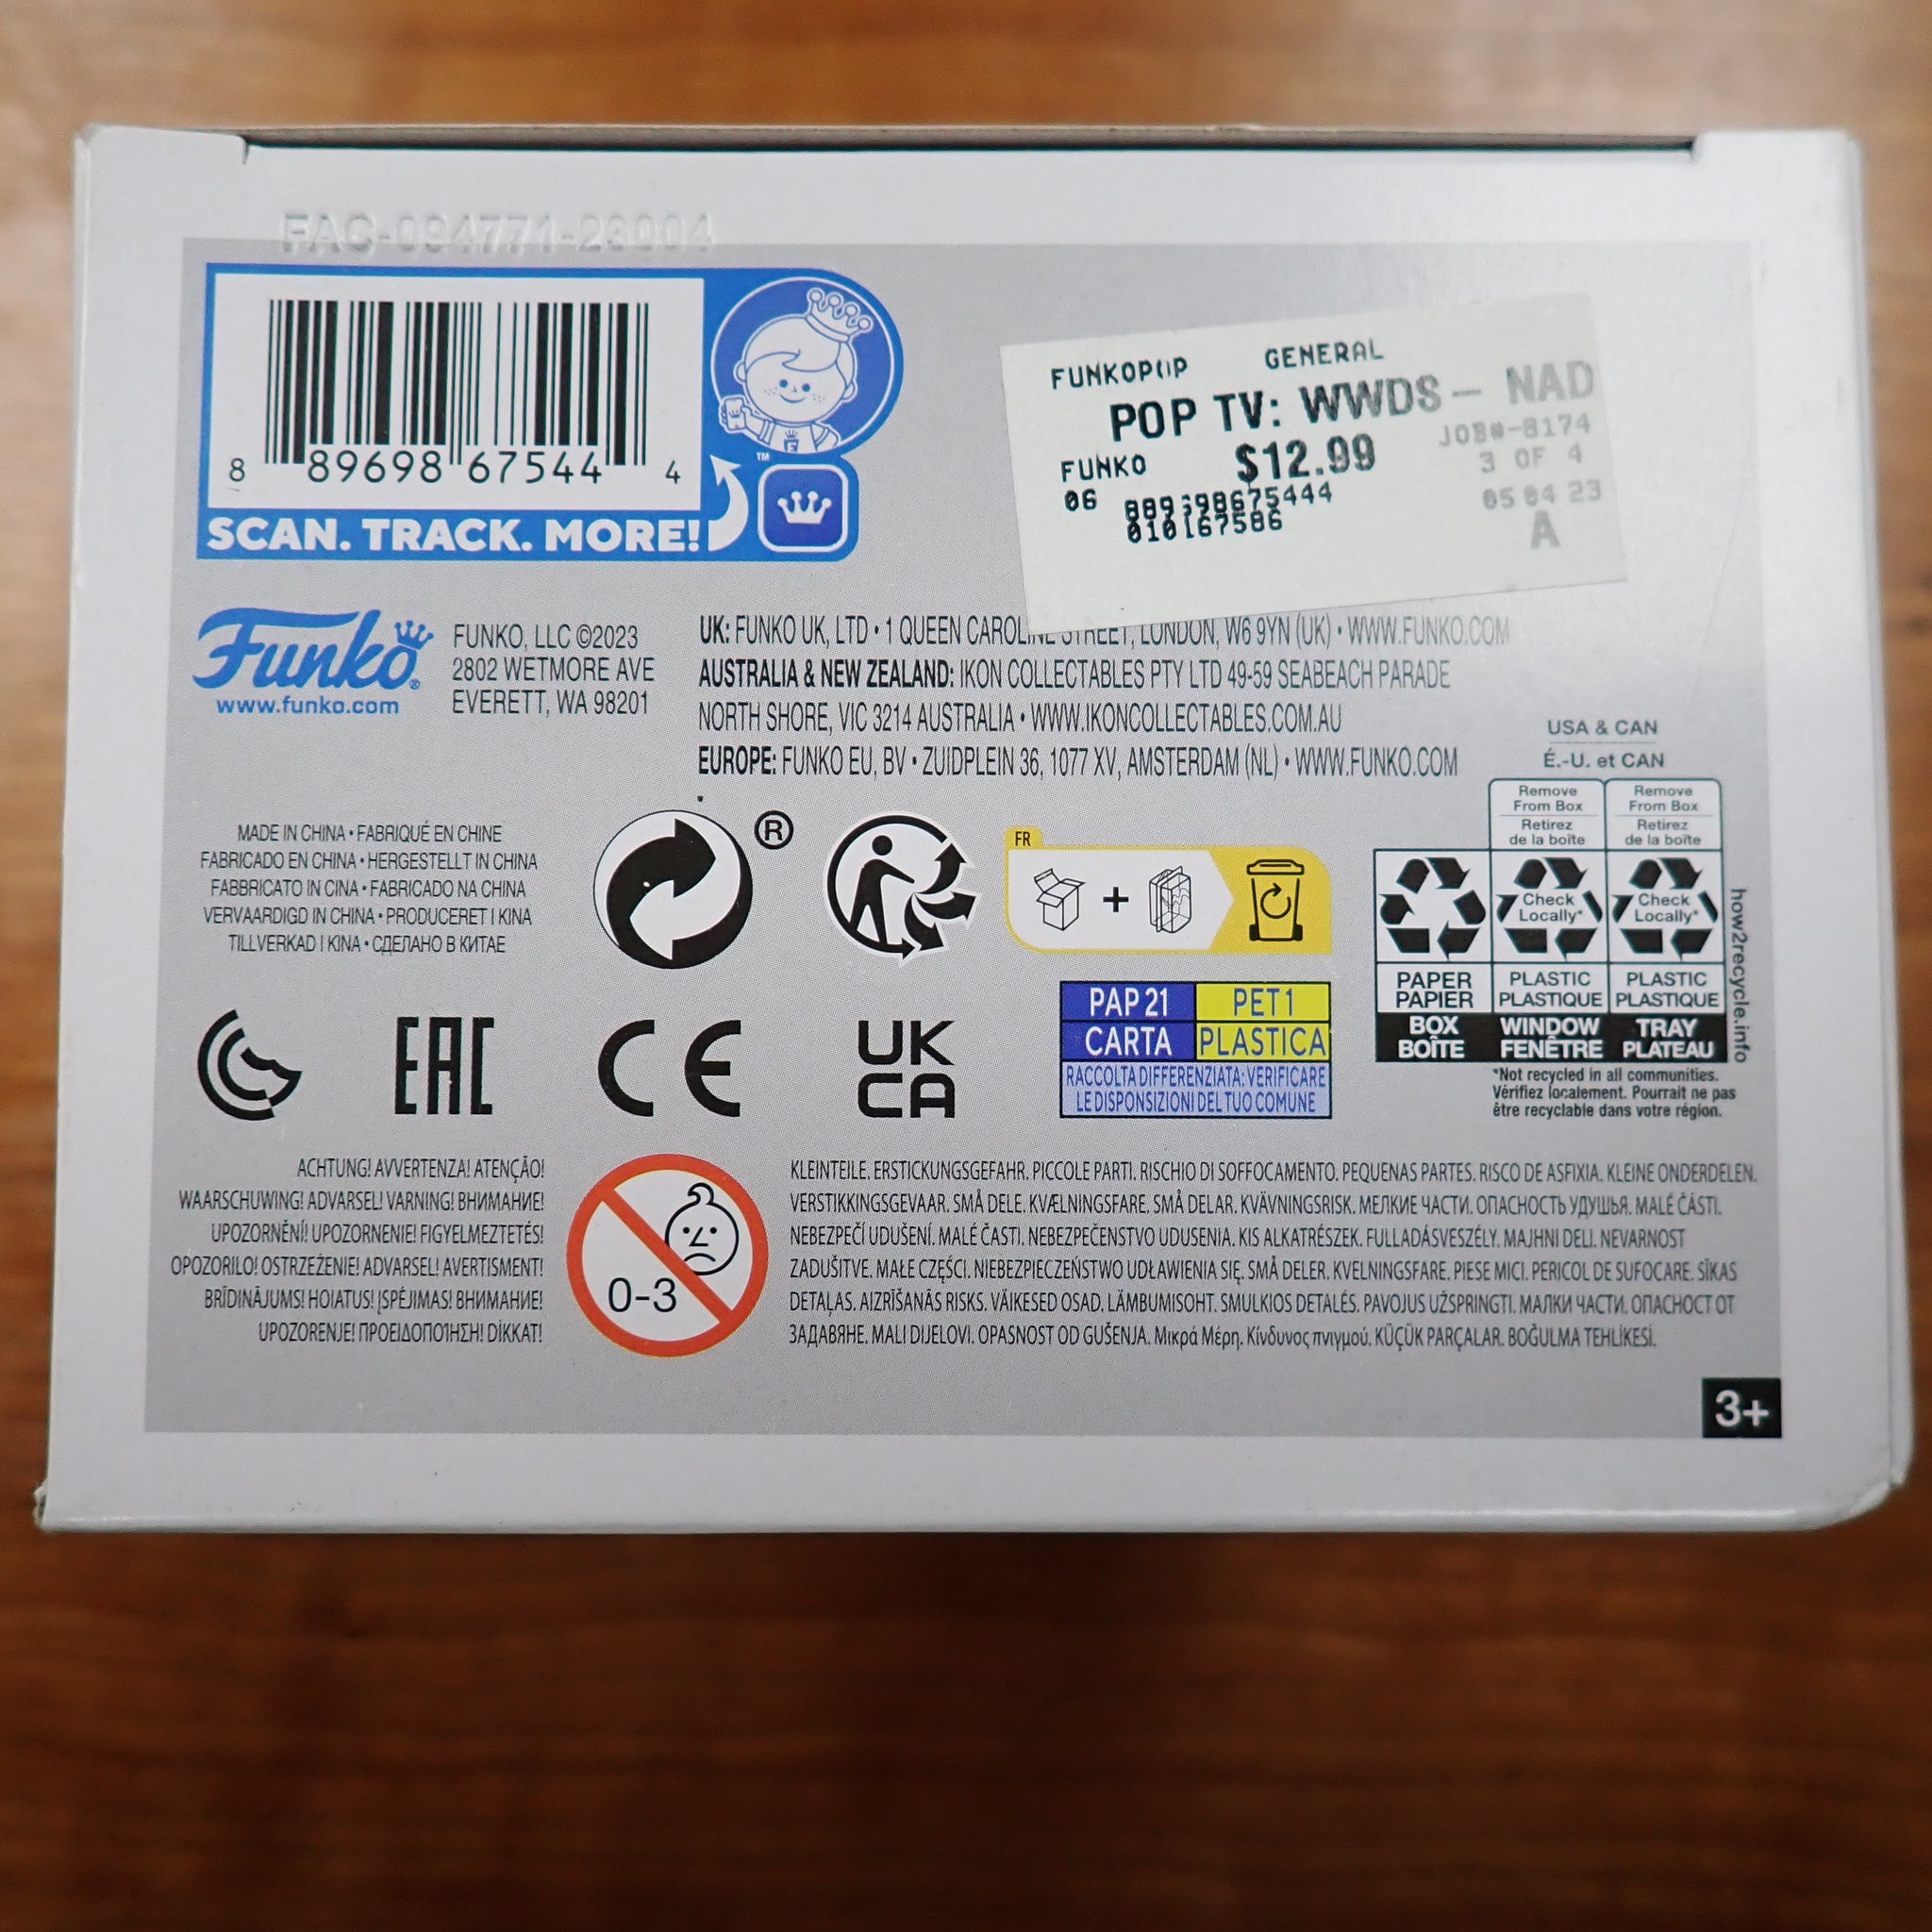 FAC-094771-23004
8 89698 67544 4
SCAN. TRACK. MORE!
TM
FUNKOPOP GENERAL
POP TV: WWDS - NAD
JOB#-8174
FUNKO $12.99
3 OF 4
06 889698675444
05 04 23
010167586
A
Funko®
www.funko.com
FUNKO, LLC ©2023
2802 WETMORE AVE
EVERETT, WA 98201
UK: FUNKO UK, LTD • 1 QUEEN CAROLINE STREET, LONDON, W6 9YN (UK) • WWW.FUNKO.COM
AUSTRALIA & NEW ZEALAND: IKON COLLECTABLES PTY LTD 49-59 SEABEACH PARADE
NORTH SHORE, VIC 3214 AUSTRALIA • WWW.IKONCOLLECTABLES.COM.AU
EUROPE: FUNKO EU, BV • ZUIDPLEIN 36, 1077 XV, AMSTERDAM (NL) • WWW.FUNKO.COM
MADE IN CHINA • FABRIQUÉ EN CHINE
FABRICADO EN CHINA • HERGESTELLT IN CHINA
FABBRICATO IN CINA • FABRICADO NA CHINA
VERVAARDIGD IN CHINA • PRODUCERET I KINA
TILLVERKAD I KINA • СДЕЛАНО В КИТАЕ
®
FR
+
USA & CAN
É.-U. et CAN
Remove From Box
Retirez de la boîte
Remove From Box
Retirez de la boîte
Check Locally*
Check Locally*
PAPER PAPIER
PLASTIC PLASTIQUE
PLASTIC PLASTIQUE
BOX BOÎTE
WINDOW FENÊTRE
TRAY PLATEAU
how2recycle.info
*Not recycled in all communities.
Vérifiez localement. Pourrait ne pas
être recyclable dans votre région.
EAC
CE
UK
CA
PAP 21 PET 1
CARTA PLASTICA
RACCOLTA DIFFERENZIATA: VERIFICARE
LE DISPONSIZIONI DEL TUO COMUNE
ACHTUNG! AVVERTENZA! ATENÇÃO!
WAARSCHUWING! ADVARSEL! VARNING! ВНИМАНИЕ!
UPOZORNĚNÍ! UPOZORNENIE! FIGYELMEZTETÉS!
OPOZORILO! OSTRZEŻENIE! ADVARSEL! AVERTISMENT!
BRĪDINĀJUMS! HOIATUS! ĮSPĖJIMAS! ВНИМАНИЕ!
UPOZORENJE! ΠΡΟΕΙΔΟΠΟΊΗΣΗ! DİKKAT!
0-3
KLEINTEILE. ERSTICKUNGSGEFAHR. PICCOLE PARTI. RISCHIO DI SOFFOCAMENTO. PEQUENAS PARTES. RISCO DE ASFIXIA. KLEINE ONDERDELEN.
VERSTIKKINGSGEVAAR. SMÅ DELE. KVÆLNINGSFARE. SMÅ DELAR. KVÄVNINGSRISK. МЕЛКИЕ ЧАСТИ. ОПАСНОСТЬ УДУШЬЯ. MALÉ ČÁSTI.
NEBEZPEČÍ UDUŠENÍ. MALÉ ČASTI. NEBEZPEČENSTVO UDUSENIA. KIS ALKATRÉSZEK. FULLADÁSVESZÉLY. MAJHNI DELI. NEVARNOST
ZADUŠITVE. MAŁE CZĘŚCI. NIEBEZPIECZEŃSTWO UDŁAWIENIA SIĘ. SMÅ DELER. KVELNINGSFARE. PIESE MICI. PERICOL DE SUFOCARE. SĪKAS
DETAĻAS. AIZRĪŠANĀS RISKS. VÄIKESED OSAD. LÄMBUMISOHT. SMULKIOS DETALĖS. PAVOJUS UŽSPRINGTI. МАЛКИ ЧАСТИ. ОПАСНОСТ ОТ
ЗАДАВЯНЕ. MALI DIJELOVI. OPASNOST OD GUŠENJA. Μικρά Μέρη. Κίνδυνος πνιγμού. KÜÇÜK PARÇALAR. BOĞULMA TEHLİKESİ.
3+